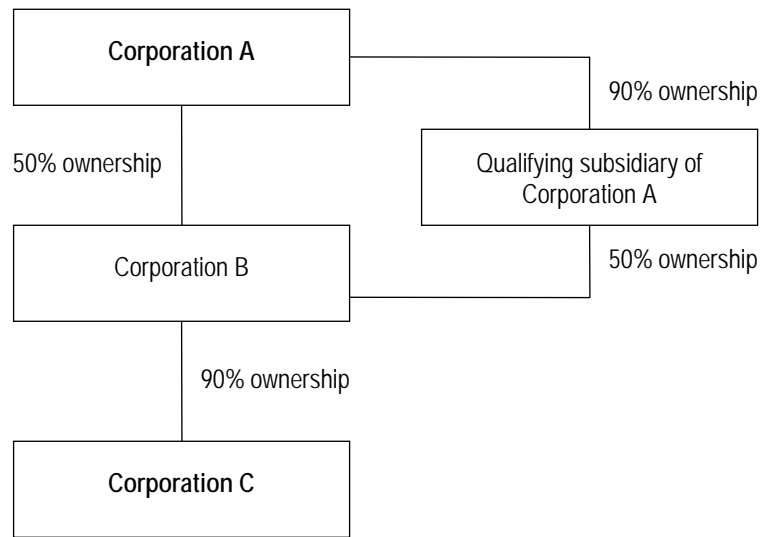 Corporation A
90% ownership
50% ownership
Qualifying subsidiary of
Corporation A
Corporation B
50% ownership
90% ownership
Corporation C